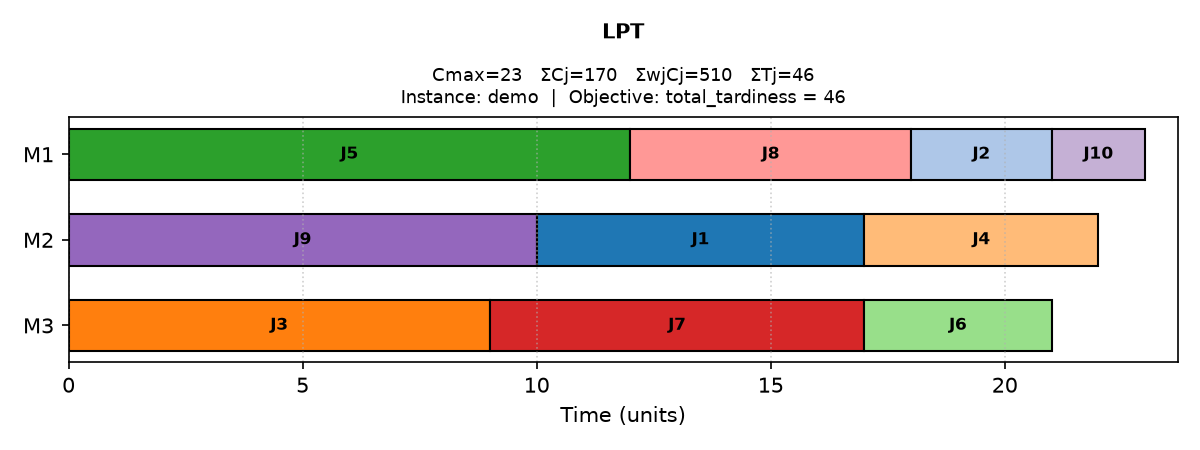 LPT
Cmax=23   ΣCj=170   ΣwjCj=510   ΣTj=46
Instance: demo  |  Objective: total_tardiness = 46
M1
J5
J8
J2
J10
M2
J9
J1
J4
M3
J3
J7
J6
0 5 10 15 20
Time (units)